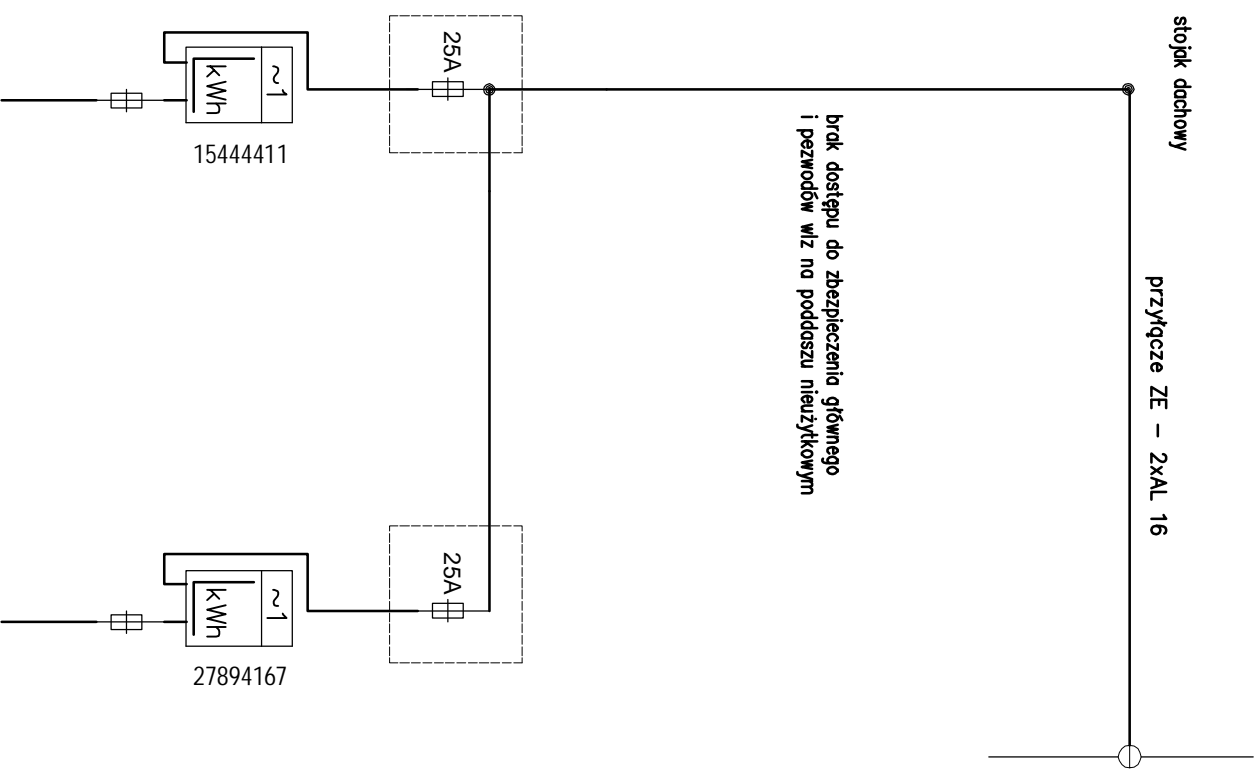 stojak dachowy
przyłącze ZE – 2xAL 16
brak dostępu do zbezpieczenia głównego
i pezwodów wlz na poddaszu nieużytkowym
25A
~1
kWh
15444411
25A
~1
kWh
27894167